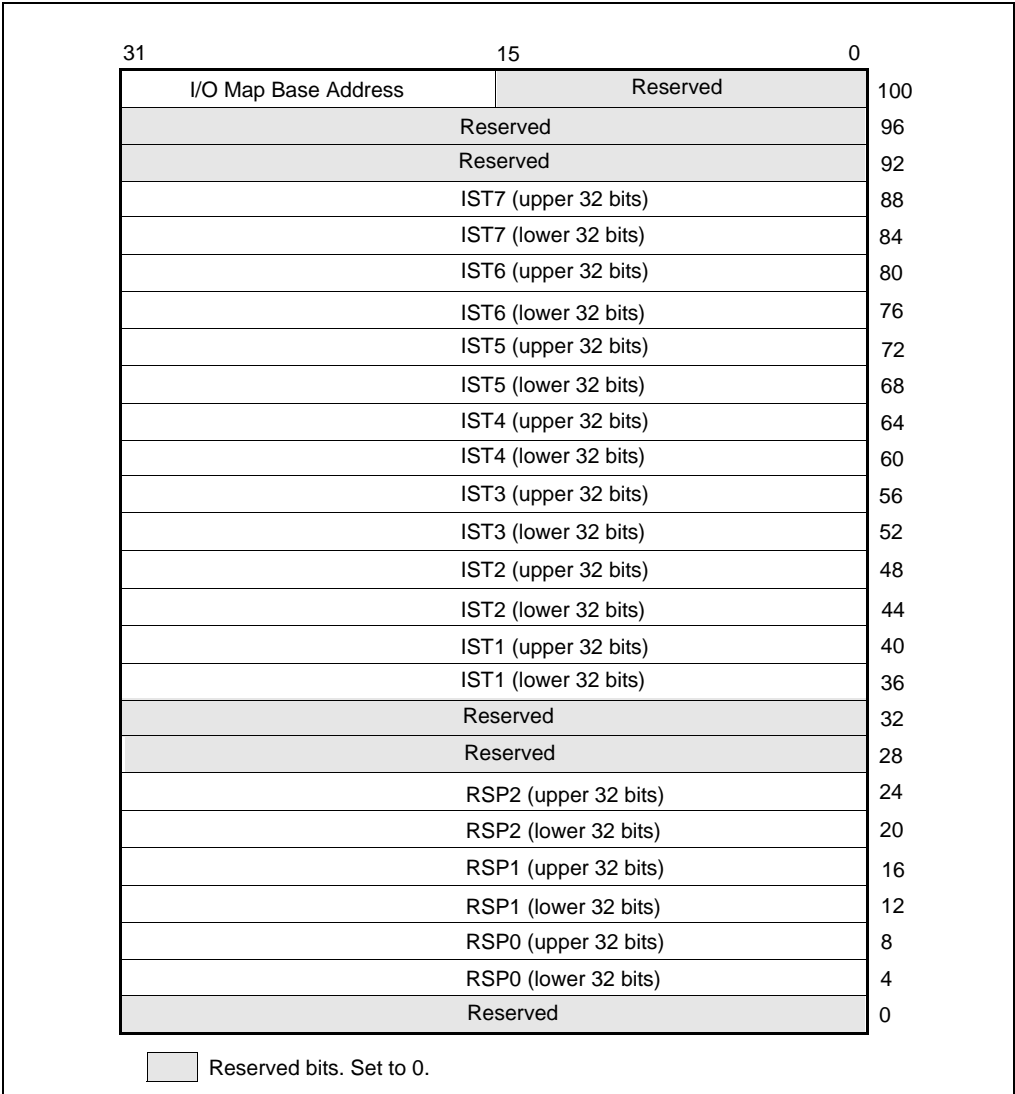 31 15 0
I/O Map Base Address Reserved 100
Reserved 96
Reserved 92
IST7 (upper 32 bits) 88
IST7 (lower 32 bits) 84
IST6 (upper 32 bits) 80
IST6 (lower 32 bits) 76
IST5 (upper 32 bits) 72
IST5 (lower 32 bits) 68
IST4 (upper 32 bits) 64
IST4 (lower 32 bits) 60
IST3 (upper 32 bits) 56
IST3 (lower 32 bits) 52
IST2 (upper 32 bits) 48
IST2 (lower 32 bits) 44
IST1 (upper 32 bits) 40
IST1 (lower 32 bits) 36
Reserved 32
Reserved 28
RSP2 (upper 32 bits) 24
RSP2 (lower 32 bits) 20
RSP1 (upper 32 bits) 16
RSP1 (lower 32 bits) 12
RSP0 (upper 32 bits) 8
RSP0 (lower 32 bits) 4
Reserved 0
Reserved bits. Set to 0.